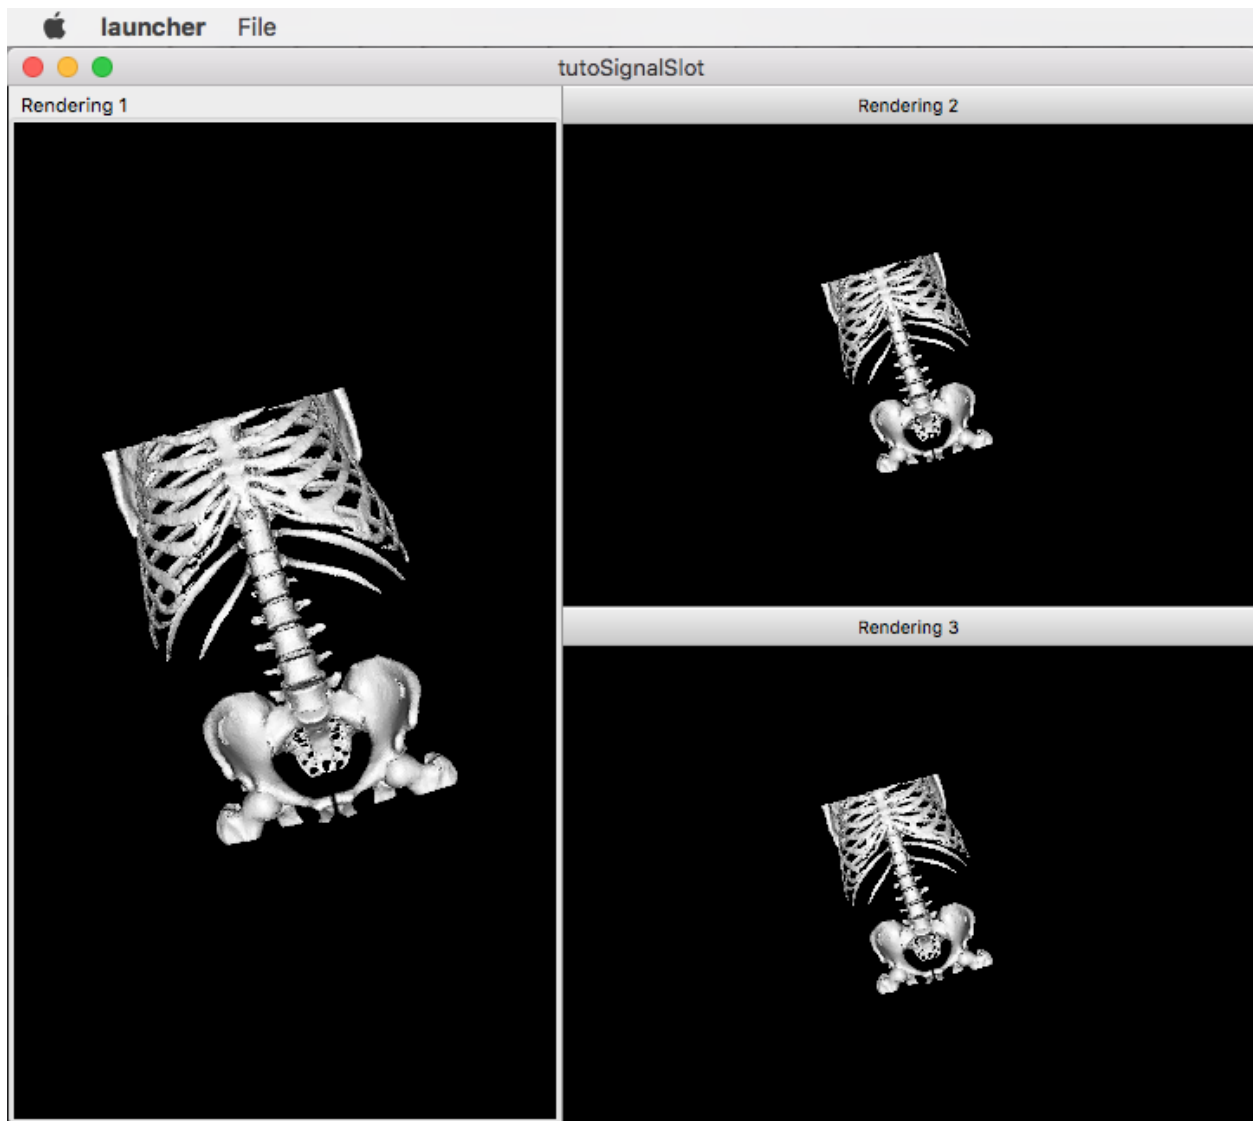 launcher File
tutoSignalSlot
Rendering 1
Rendering 2
Rendering 3